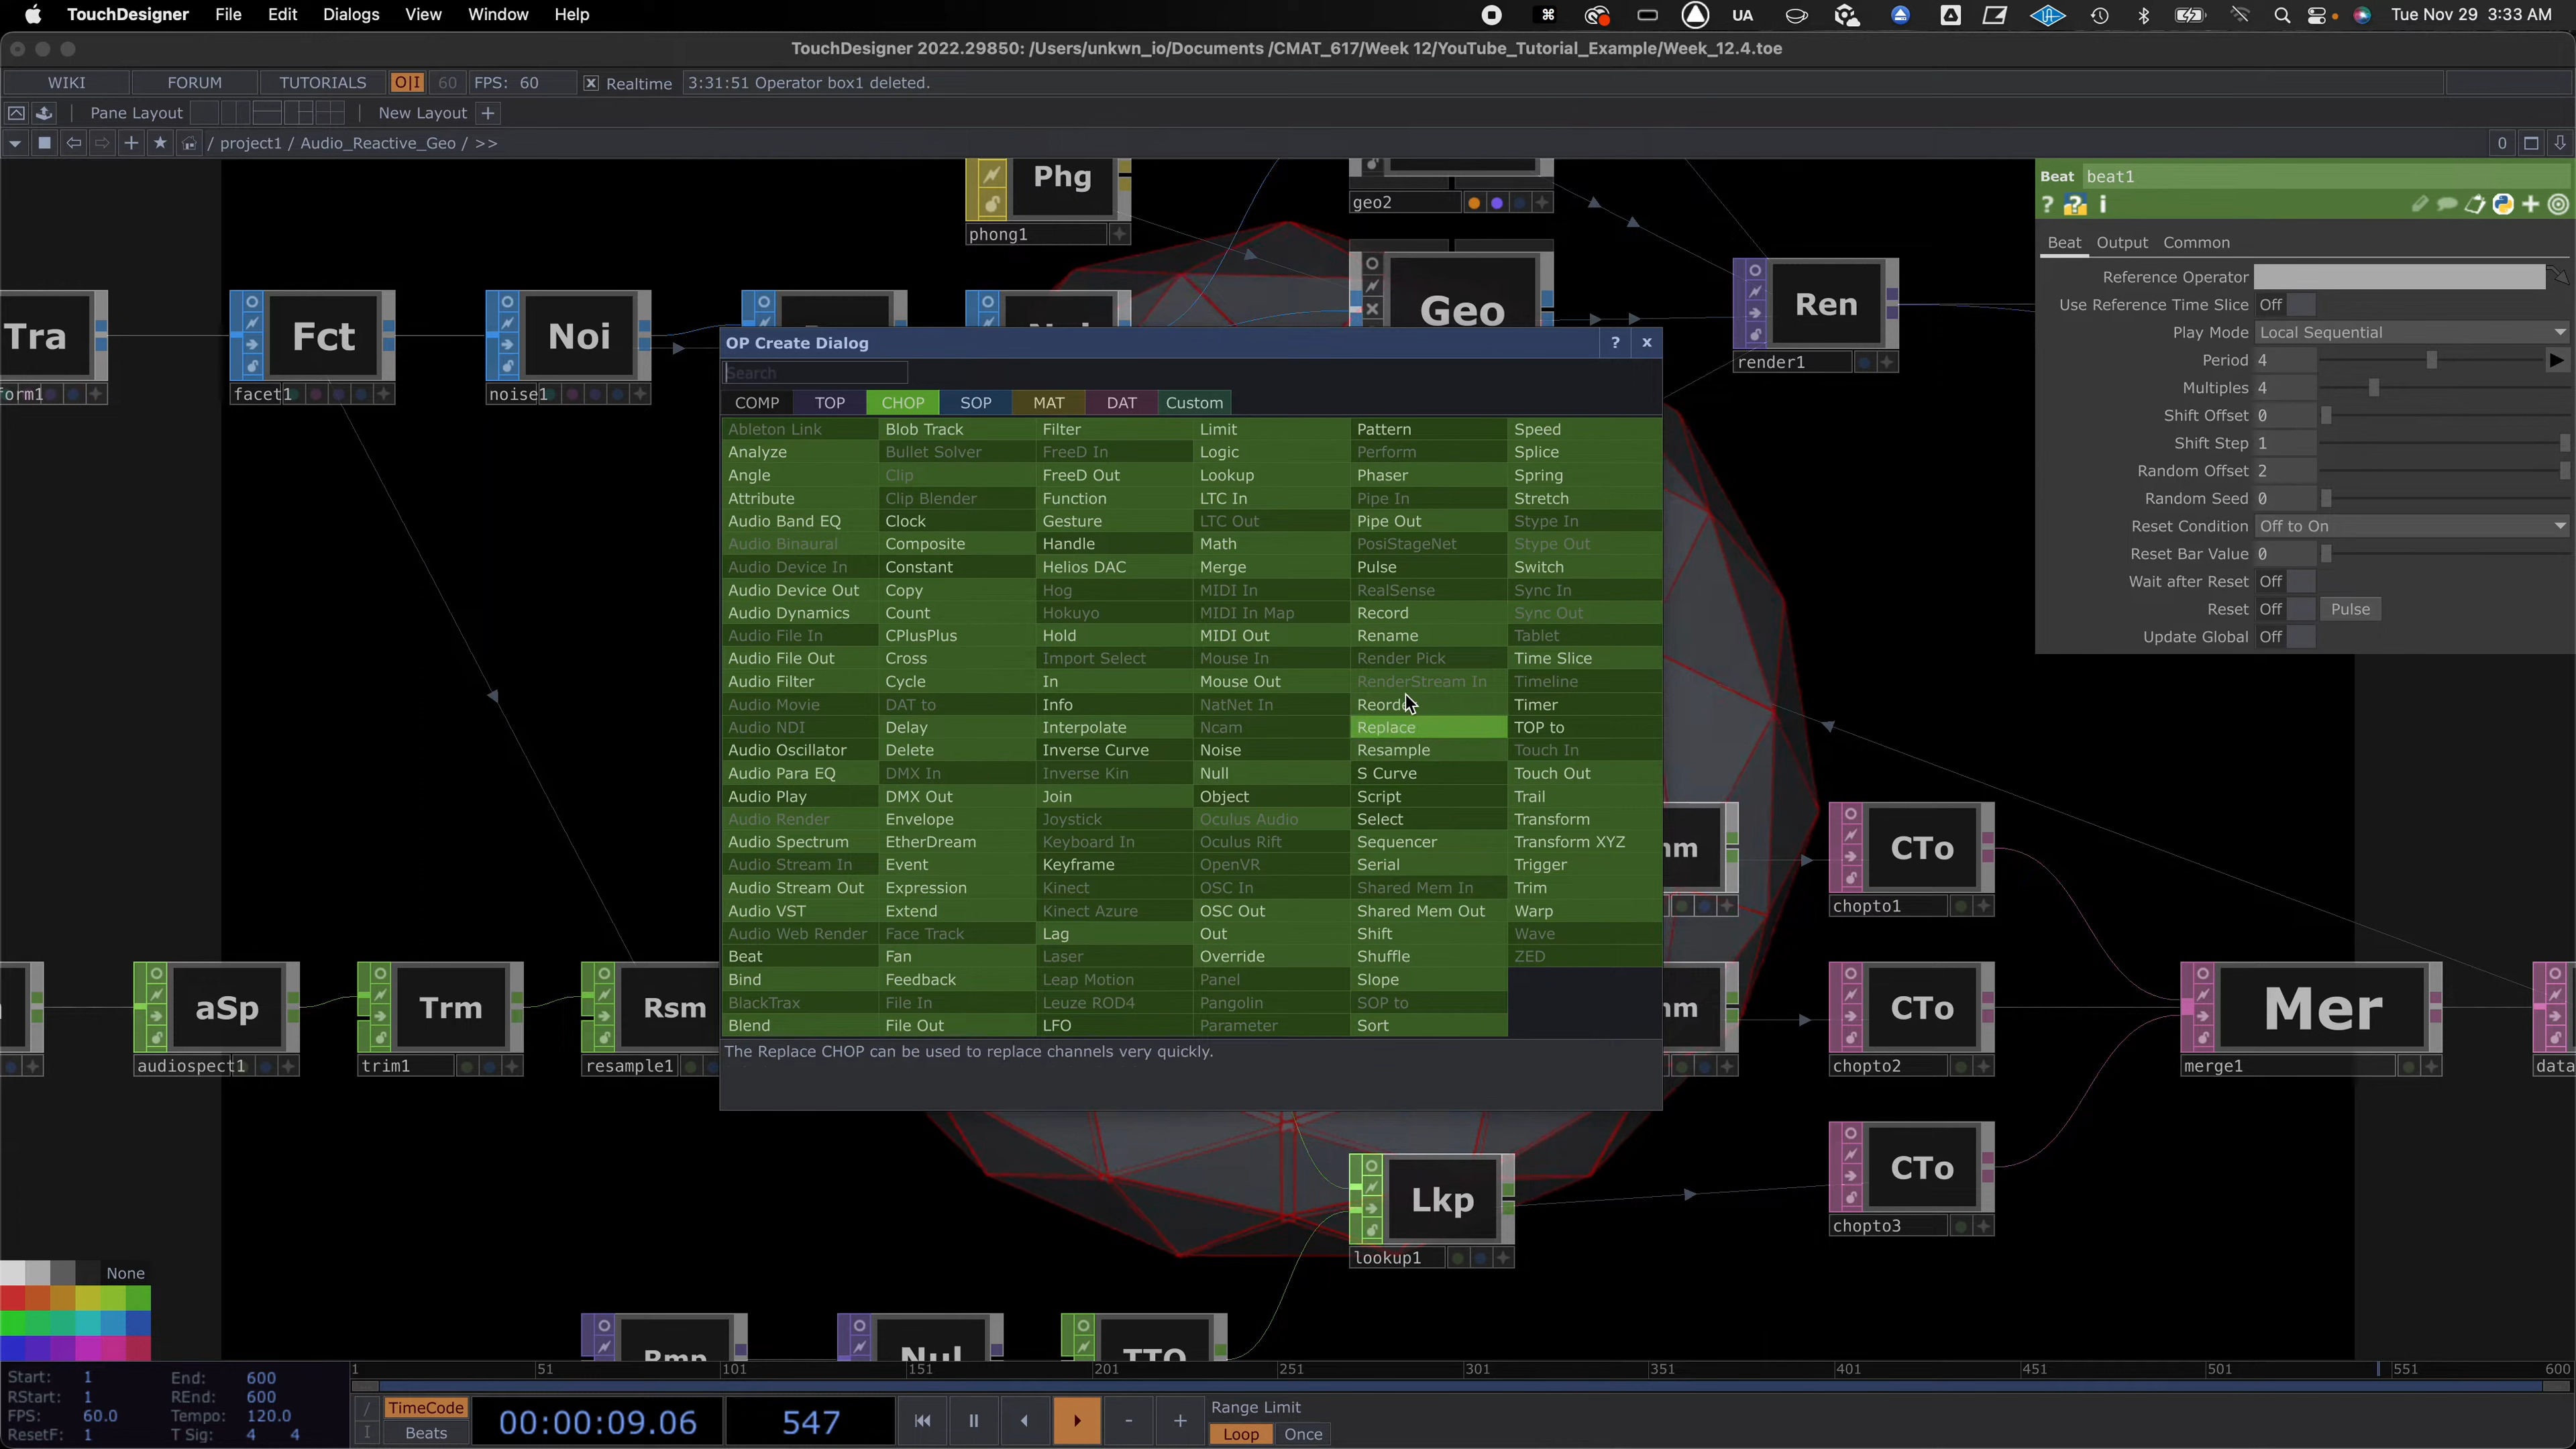 TouchDesigner File Edit Dialogs View Window Help UA Tue Nov 29 3:33 AM
TouchDesigner 2022.29850: /Users/unkwn_io/Documents /CMAT_617/Week 12/YouTube_Tutorial_Example/Week_12.4.toe
WIKI FORUM TUTORIALS O|I 60 FPS: 60 Realtime 3:31:51 Operator box1 deleted.
Pane Layout New Layout +
/ project1 / Audio_Reactive_Geo / >> 0
Phg
phong1
geo2
Geo
Ren
render1
Tra
form1
Fct
facet1
Noi
noise1
Beat beat1
? ? i
Beat Output Common
Reference Operator
Use Reference Time Slice Off
Play Mode Local Sequential
Period 4
Multiples 4
Shift Offset 0
Shift Step 1
Random Offset 2
Random Seed 0
Reset Condition Off to On
Reset Bar Value 0
Wait after Reset Off
Reset Off Pulse
Update Global Off
OP Create Dialog ? x
Search
COMP TOP CHOP SOP MAT DAT Custom
Ableton Link Blob Track Filter Limit Pattern Speed
Analyze Bullet Solver FreeD In Logic Perform Splice
Angle Clip FreeD Out Lookup Phaser Spring
Attribute Clip Blender Function LTC In Pipe In Stretch
Audio Band EQ Clock Gesture LTC Out Pipe Out Stype In
Audio Binaural Composite Handle Math PosiStageNet Stype Out
Audio Device In Constant Helios DAC Merge Pulse Switch
Audio Device Out Copy Hog MIDI In RealSense Sync In
Audio Dynamics Count Hokuyo MIDI In Map Record Sync Out
Audio File In CPlusPlus Hold MIDI Out Rename Tablet
Audio File Out Cross Import Select Mouse In Render Pick Time Slice
Audio Filter Cycle In Mouse Out RenderStream In Timeline
Audio Movie DAT to Info NatNet In Reorder Timer
Audio NDI Delay Interpolate Ncam Replace TOP to
Audio Oscillator Delete Inverse Curve Noise Resample Touch In
Audio Para EQ DMX In Inverse Kin Null S Curve Touch Out
Audio Play DMX Out Join Object Script Trail
Audio Render Envelope Joystick Oculus Audio Select Transform
Audio Spectrum EtherDream Keyboard In Oculus Rift Sequencer Transform XYZ
Audio Stream In Event Keyframe OpenVR Serial Trigger
Audio Stream Out Expression Kinect OSC In Shared Mem In Trim
Audio VST Extend Kinect Azure OSC Out Shared Mem Out Warp
Audio Web Render Face Track Lag Out Shift Wave
Beat Fan Laser Override Shuffle ZED
Bind Feedback Leap Motion Panel Slope
BlackTrax File In Leuze ROD4 Pangolin SOP to
Blend File Out LFO Parameter Sort
The Replace CHOP can be used to replace channels very quickly.
CTo
chopto1
aSp
audiospect1
Trm
trim1
Rsm
resample1
CTo
chopto2
Mer
merge1
data
Lkp
lookup1
CTo
chopto3
None
Start: 1 End: 600
RStart: 1 REnd: 600
FPS: 60.0 Tempo: 120.0
ResetF: 1 T Sig: 4 4
1 51 101 151 201 251 301 351 401 451 501 551 600
TimeCode
Beats
00:00:09.06 547
- +
Range Limit
Loop Once